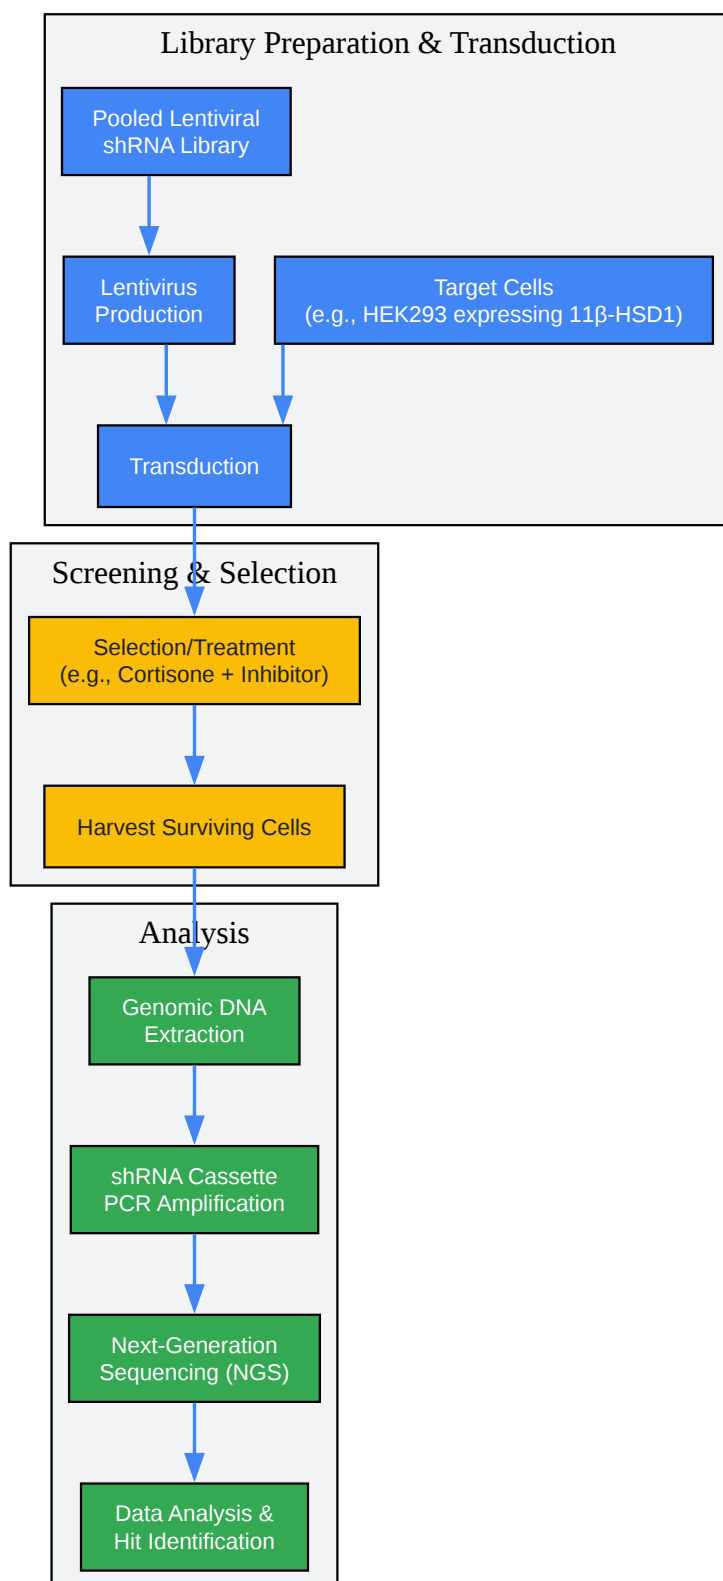 Library Preparation & Transduction
Pooled Lentiviral
shRNA Library
Lentivirus
Production
Target Cells
(e.g., HEK293 expressing 11β-HSD1)
Transduction
Screening & Selection
Selection/Treatment
(e.g., Cortisone + Inhibitor)
Harvest Surviving Cells
Analysis
Genomic DNA
Extraction
shRNA Cassette
PCR Amplification
Next-Generation
Sequencing (NGS)
Data Analysis &
Hit Identification